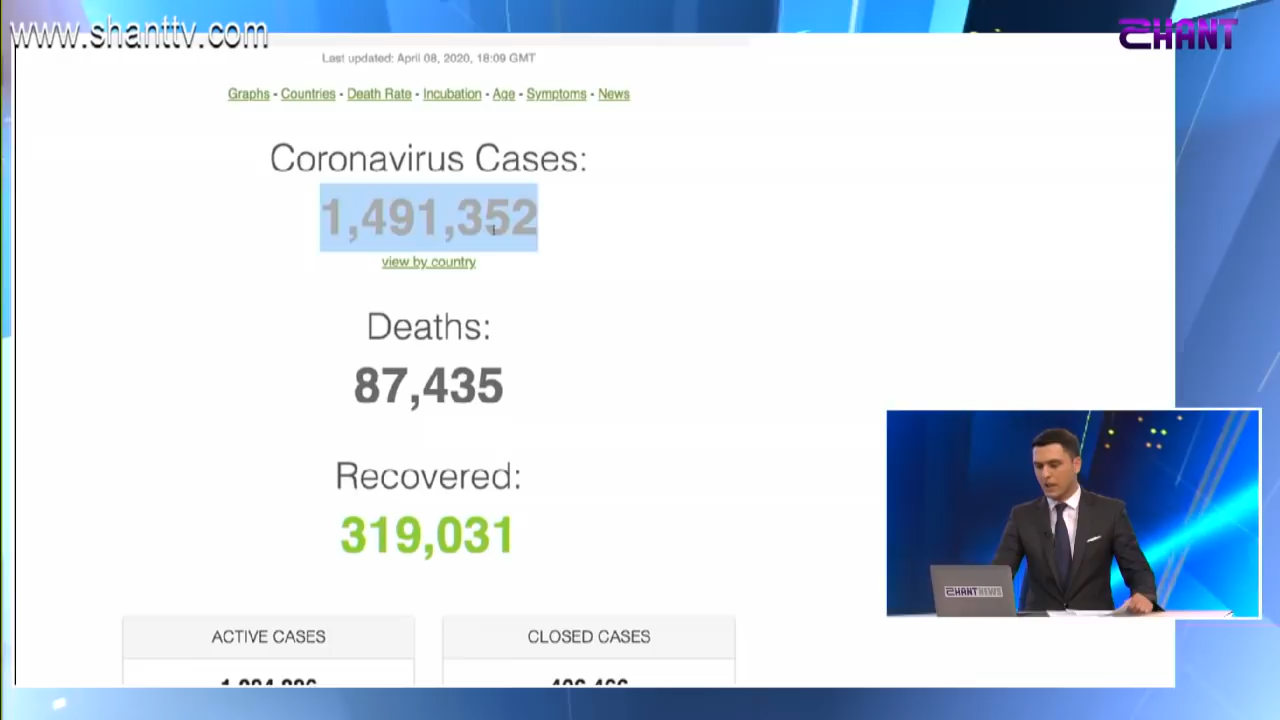 www.shanttv.com
SHANT
Last updated: April 08, 2020, 18:09 GMT
Graphs - Countries - Death Rate - Incubation - Age - Symptoms - News
Coronavirus Cases:
1,491,352
view by country
Deaths:
87,435
Recovered:
319,031
ACTIVE CASES
CLOSED CASES
SHANT NEWS